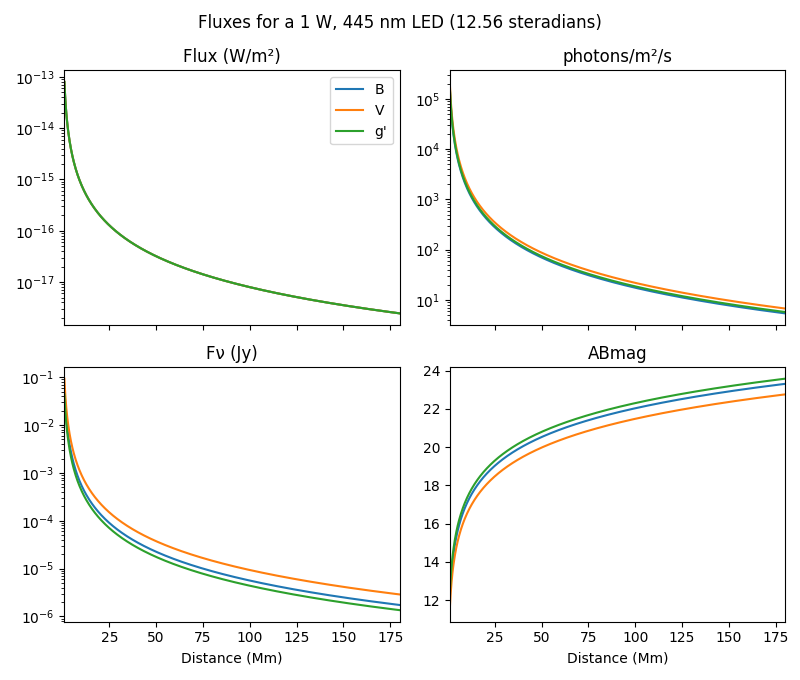 Fluxes for a 1 W, 445 nm LED (12.56 steradians)
Flux (W/m²)
photons/m²/s
10⁻¹³
10⁻¹⁴
10⁻¹⁵
10⁻¹⁶
10⁻¹⁷
B
V
g'
10⁵
10⁴
10³
10²
10¹
Fν (Jy)
ABmag
10⁻¹
10⁻²
10⁻³
10⁻⁴
10⁻⁵
10⁻⁶
25 50 75 100 125 150 175
Distance (Mm)
24
22
20
18
16
14
12
25 50 75 100 125 150 175
Distance (Mm)